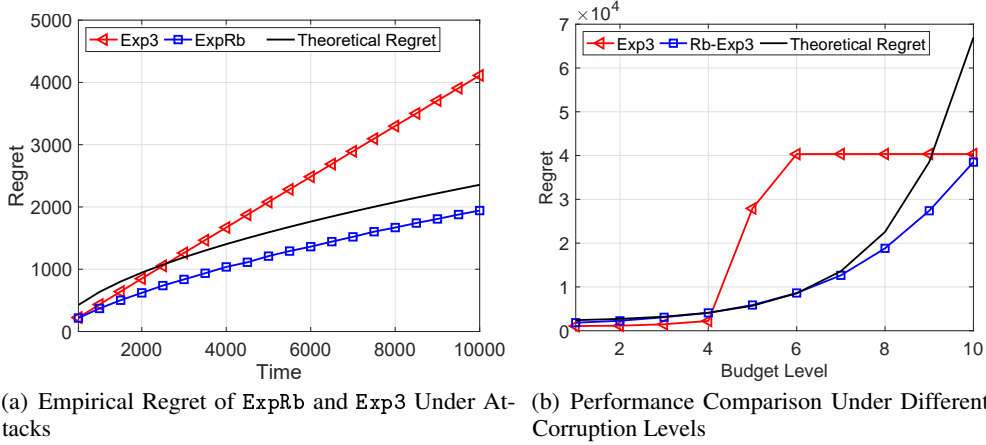 5000
4000
3000
2000
1000
0
Regret
Exp3 ExpRb Theoretical Regret
2000 4000 6000 8000 10000
Time
(a) Empirical Regret of ExpRb and Exp3 Under At-
tacks
×10⁴
7
6
5
4
3
2
1
0
Regret
Exp3 Rb-Exp3 Theoretical Regret
2 4 6 8 10
Budget Level
(b) Performance Comparison Under Different
Corruption Levels